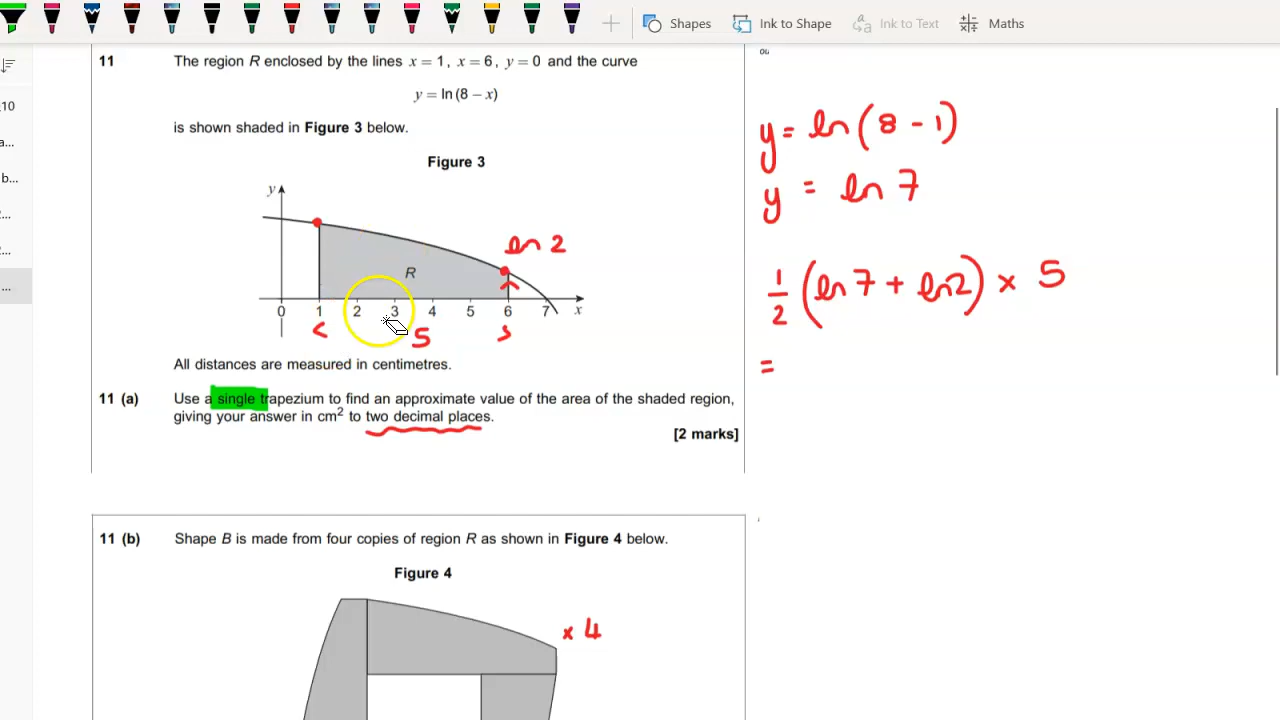 Shapes Ink to Shape Ink to Text Maths
10
a...
b...
...
...
...
11 The region R enclosed by the lines x = 1, x = 6, y = 0 and the curve
y = ln (8 – x)
is shown shaded in Figure 3 below.
Figure 3
y
ln 2
R
0 1 2 3 4 5 6 7 x
< 5 >
All distances are measured in centimetres.
11 (a) Use a single trapezium to find an approximate value of the area of the shaded region,
giving your answer in cm² to two decimal places.
[2 marks]
11 (b) Shape B is made from four copies of region R as shown in Figure 4 below.
Figure 4
x 4
y = ln (8 - 1)
y = ln 7
1/2 (ln 7 + ln 2) × 5
=